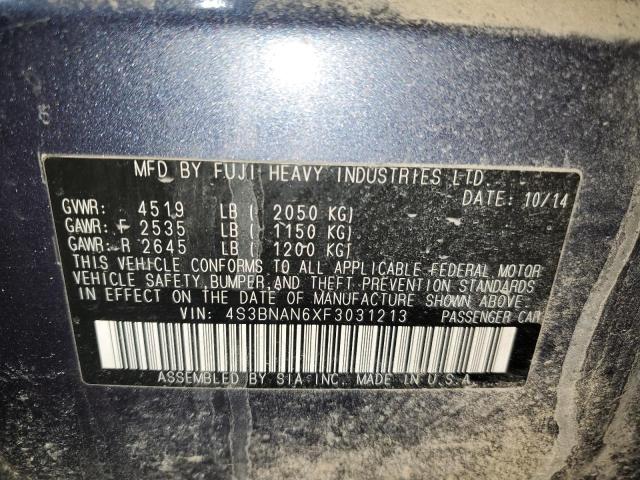 MFD BY FUJI HEAVY INDUSTRIES LTD.
DATE: 10/14
GVWR: 4519 LB ( 2050 KG)
GAWR: F 2535 LB ( 1150 KG)
GAWR: R 2645 LB ( 1200 KG)
THIS VEHICLE CONFORMS TO ALL APPLICABLE FEDERAL MOTOR
VEHICLE SAFETY, BUMPER, AND THEFT PREVENTION STANDARDS
IN EFFECT ON THE DATE OF MANUFACTURE SHOWN ABOVE.
VIN: 4S3BNAN6XF3031213 PASSENGER CAR
ASSEMBLED BY SIA INC. MADE IN U.S.A.